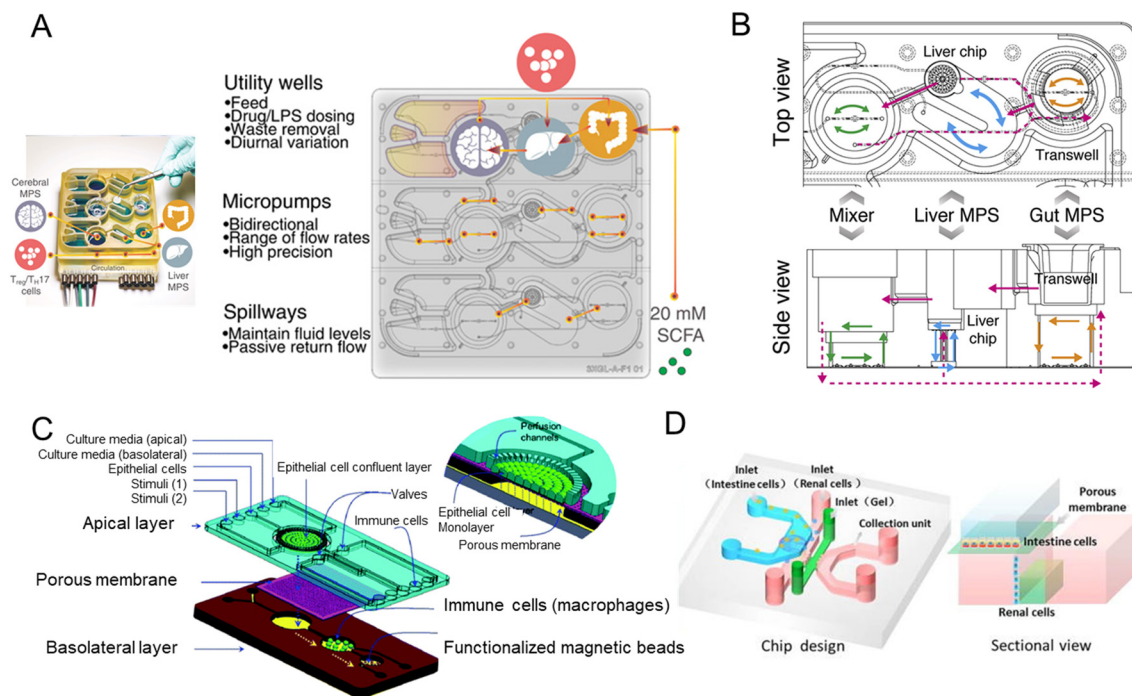 A
Utility wells
•Feed
•Drug/LPS dosing
•Waste removal
•Diurnal variation
Cerebral
MPS
Treg/TH17
cells
Circulation
Liver
MPS
Micropumps
•Bidirectional
•Range of flow rates
•High precision
Spillways
•Maintain fluid levels
•Passive return flow
20 mM
SCFA
B
Top view
Liver chip
Transwell
Mixer
Liver MPS
Gut MPS
Side view
Transwell
Liver
chip
C
Culture media (apical)
Culture media (basolateral)
Epithelial cells
Stimuli (1)
Stimuli (2)
Apical layer
Porous membrane
Basolateral layer
Epithelial cell confluent layer
Valves
Immune cells
Perfusion
channels
Epithelial cell
Monolayer
Porous membrane
Immune cells (macrophages)
Functionalized magnetic beads
D
Inlet
(Intestine cells)
Inlet
(Renal cells)
Inlet (Gel)
Collection unit
Chip design
Porous
membrane
Intestine cells
Renal cells
Sectional view